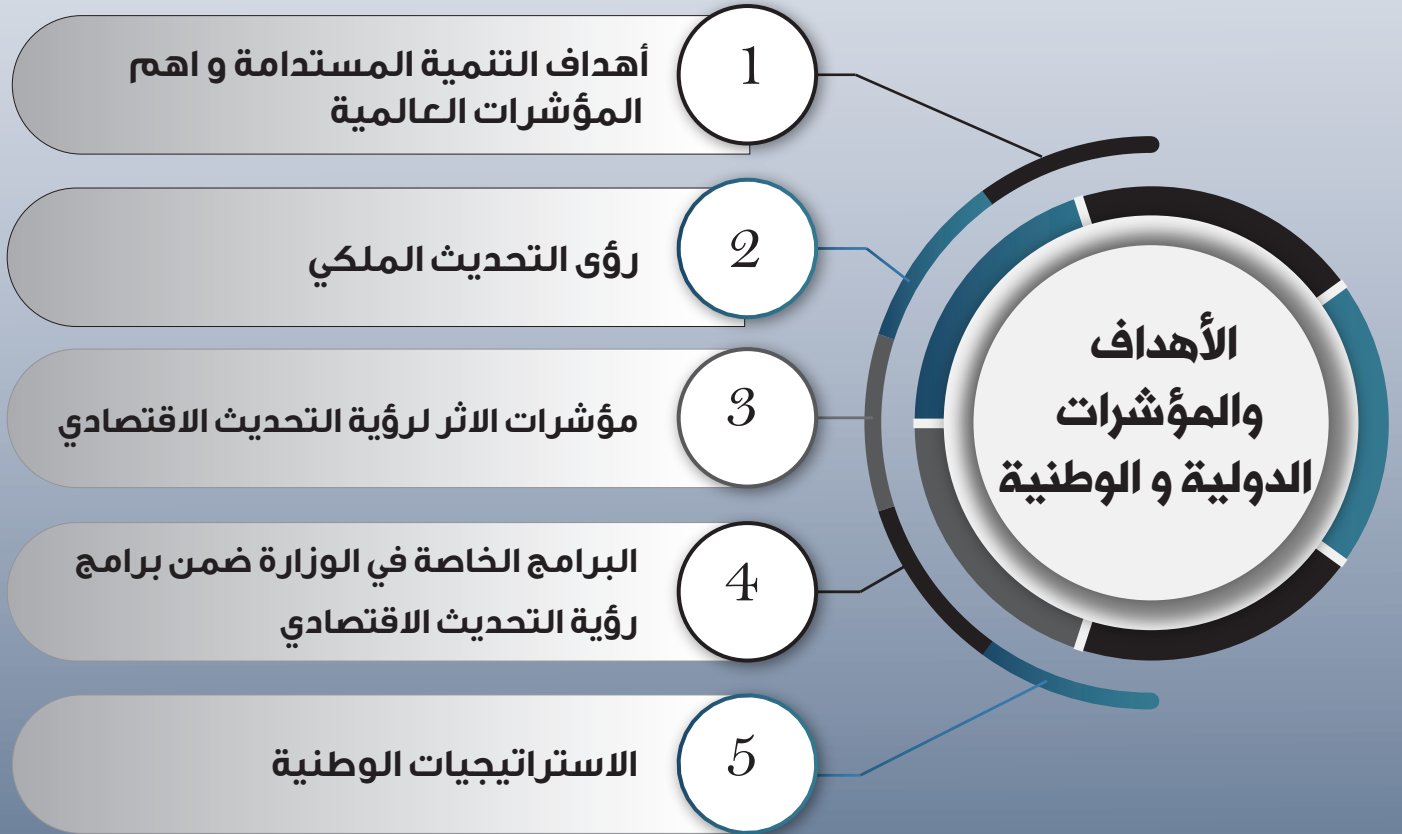 الأهداف
والمؤشرات
الدولية و الوطنية
1
أهداف التنمية المستدامة و اهم
المؤشرات العالمية
2
رؤى التحديث الملكي
3
مؤشرات الاثر لرؤية التحديث الاقتصادي
4
البرامج الخاصة في الوزارة ضمن برامج
رؤية التحديث الاقتصادي
5
الاستراتيجيات الوطنية